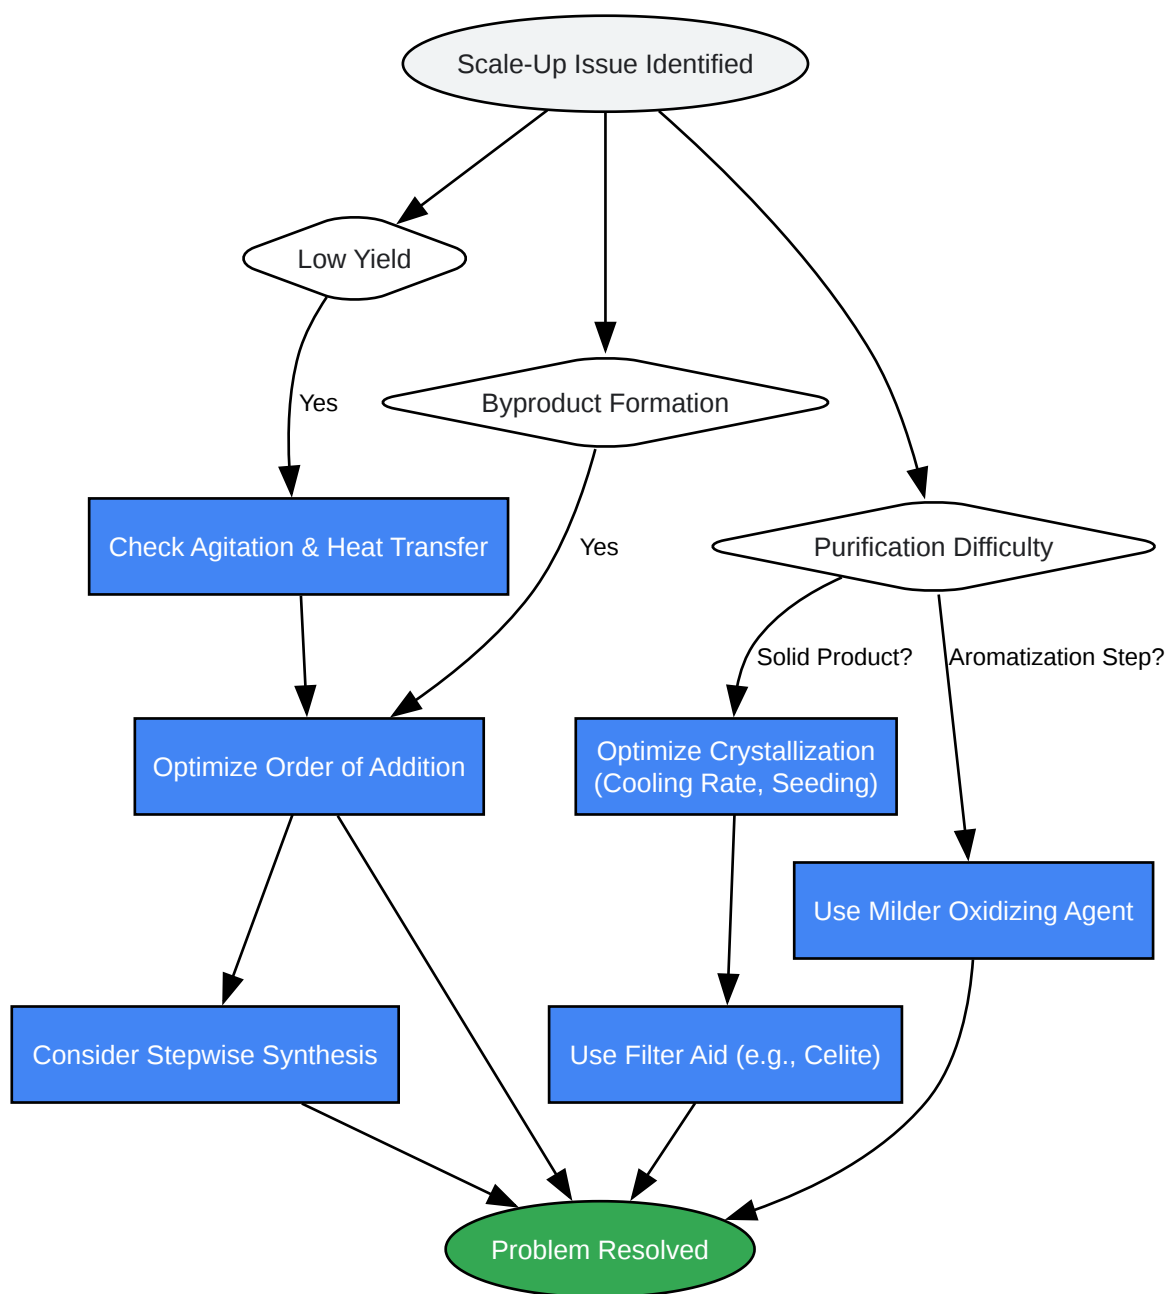 Scale-Up Issue Identified
Low Yield
Yes
Byproduct Formation
Check Agitation & Heat Transfer
Yes
Purification Difficulty
Solid Product?
Aromatization Step?
Optimize Order of Addition
Optimize Crystallization
(Cooling Rate, Seeding)
Use Milder Oxidizing Agent
Consider Stepwise Synthesis
Use Filter Aid (e.g., Celite)
Problem Resolved